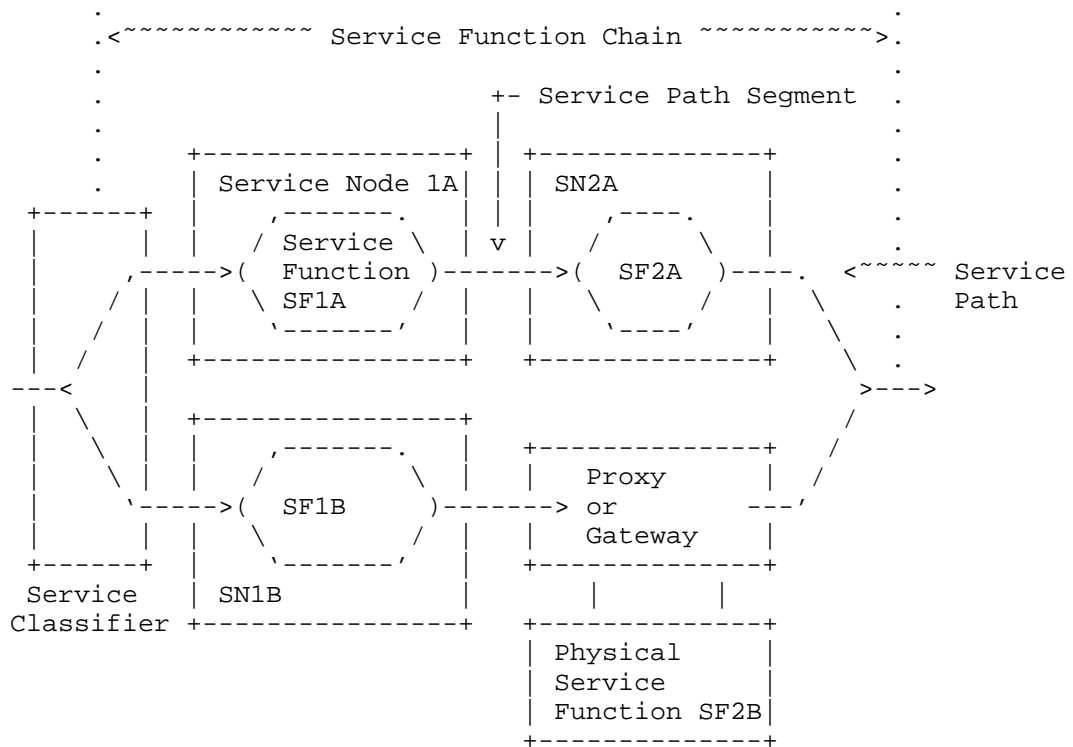 Service Function Chain
+- Service Path Segment
Service Node 1A
SN2A
Service
Function
SF1A
SF2A
Service
Path
SF1B
Proxy
or
Gateway
Service
Classifier
SN1B
Physical
Service
Function SF2B